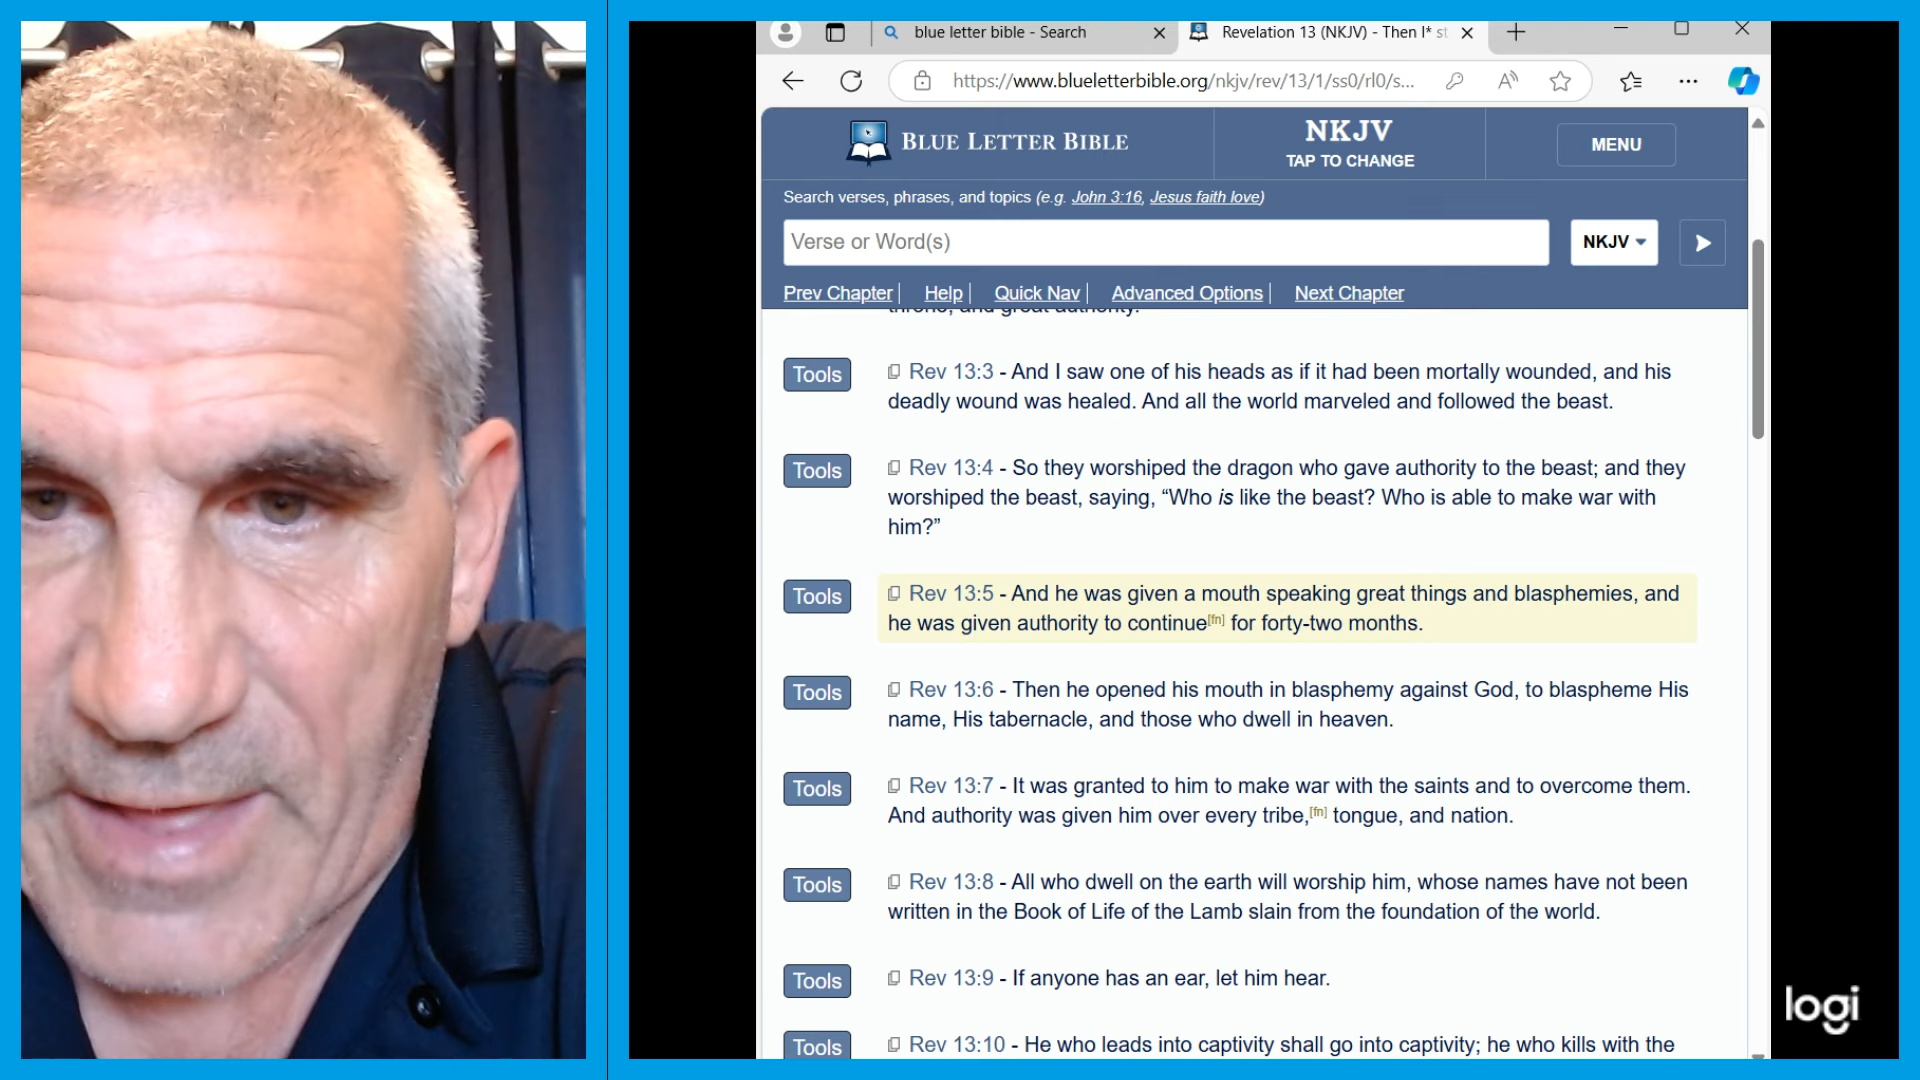 blue letter bible - Search
Revelation 13 (NKJV) - Then I* st
https://www.blueletterbible.org/nkjv/rev/13/1/ss0/rl0/s...
BLUE LETTER BIBLE
NKJV
TAP TO CHANGE
MENU
Search verses, phrases, and topics (e.g. John 3:16, Jesus faith love)
Verse or Word(s)
NKJV
Prev Chapter| Help| Quick Nav| Advanced Options| Next Chapter
throne, and great authority.
Tools
Rev 13:3 - And I saw one of his heads as if it had been mortally wounded, and his
deadly wound was healed. And all the world marveled and followed the beast.
Tools
Rev 13:4 - So they worshiped the dragon who gave authority to the beast; and they
worshiped the beast, saying, “Who is like the beast? Who is able to make war with
him?”
Tools
Rev 13:5 - And he was given a mouth speaking great things and blasphemies, and
he was given authority to continue[fn] for forty-two months.
Tools
Rev 13:6 - Then he opened his mouth in blasphemy against God, to blaspheme His
name, His tabernacle, and those who dwell in heaven.
Tools
Rev 13:7 - It was granted to him to make war with the saints and to overcome them.
And authority was given him over every tribe,[fn] tongue, and nation.
Tools
Rev 13:8 - All who dwell on the earth will worship him, whose names have not been
written in the Book of Life of the Lamb slain from the foundation of the world.
Tools
Rev 13:9 - If anyone has an ear, let him hear.
Tools
Rev 13:10 - He who leads into captivity shall go into captivity; he who kills with the
logi